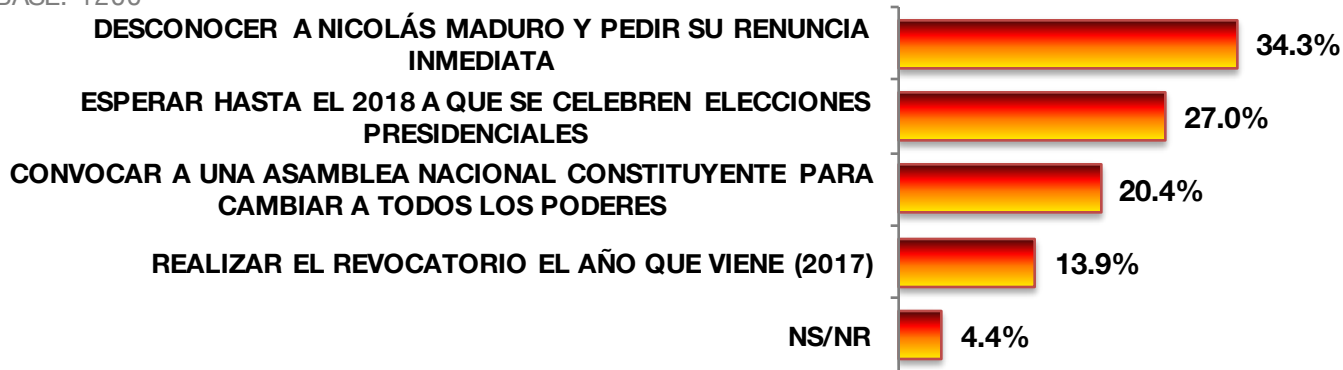 BASE: 1200
DESCONOCER A NICOLÁS MADURO Y PEDIR SU RENUNCIA
INMEDIATA
34.3%
ESPERAR HASTA EL 2018 A QUE SE CELEBREN ELECCIONES
PRESIDENCIALES
27.0%
CONVOCAR A UNA ASAMBLEA NACIONAL CONSTITUYENTE PARA
CAMBIAR A TODOS LOS PODERES
20.4%
REALIZAR EL REVOCATORIO EL AÑO QUE VIENE (2017)
13.9%
NS/NR
4.4%